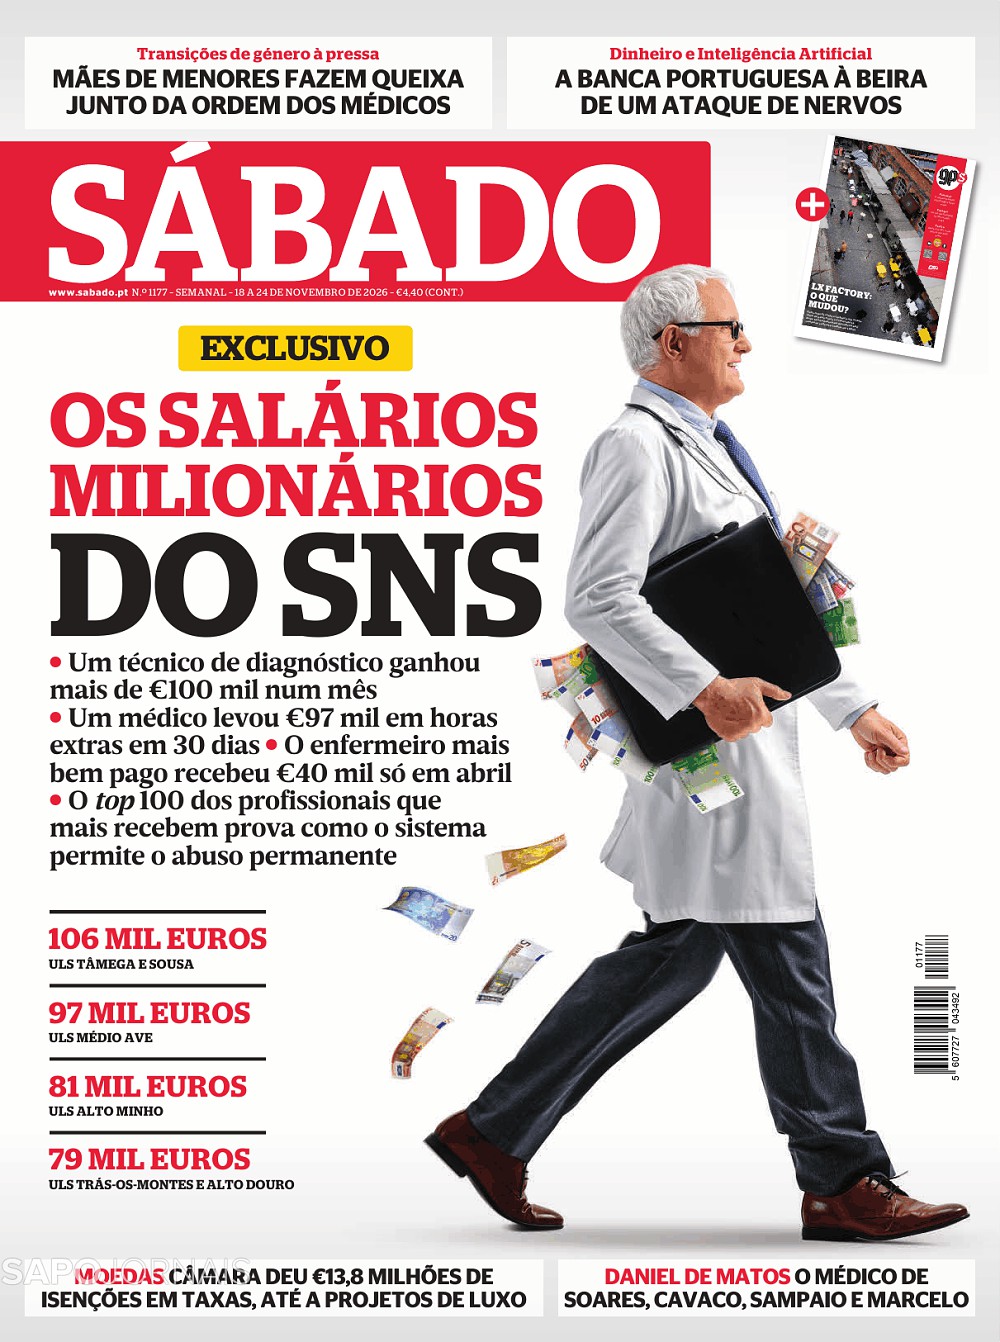 Transições de género à pressa
MÃES DE MENORES FAZEM QUEIXA
JUNTO DA ORDEM DOS MÉDICOS
Dinheiro e Inteligência Artificial
A BANCA PORTUGUESA À BEIRA
DE UM ATAQUE DE NERVOS
SÁBADO
www.sabado.pt N.º 1177 – SEMANAL – 18 A 24 DE NOVEMBRO DE 2026 – €4,40 (CONT.)
+
gps
LX FACTORY:
O QUE
MUDOU?
EXCLUSIVO
OS SALÁRIOS
MILIONÁRIOS
DO SNS
• Um técnico de diagnóstico ganhou
mais de €100 mil num mês
• Um médico levou €97 mil em horas
extras em 30 dias • O enfermeiro mais
bem pago recebeu €40 mil só em abril
• O top 100 dos profissionais que
mais recebem prova como o sistema
permite o abuso permanente
106 MIL EUROS
ULS TÂMEGA E SOUSA
97 MIL EUROS
ULS MÉDIO AVE
81 MIL EUROS
ULS ALTO MINHO
79 MIL EUROS
ULS TRÁS-OS-MONTES E ALTO DOURO
01177
5 607727 043492
SAPO JORNAIS
MOEDAS CÂMARA DEU €13,8 MILHÕES DE
ISENÇÕES EM TAXAS, ATÉ A PROJETOS DE LUXO
DANIEL DE MATOS O MÉDICO DE
SOARES, CAVACO, SAMPAIO E MARCELO